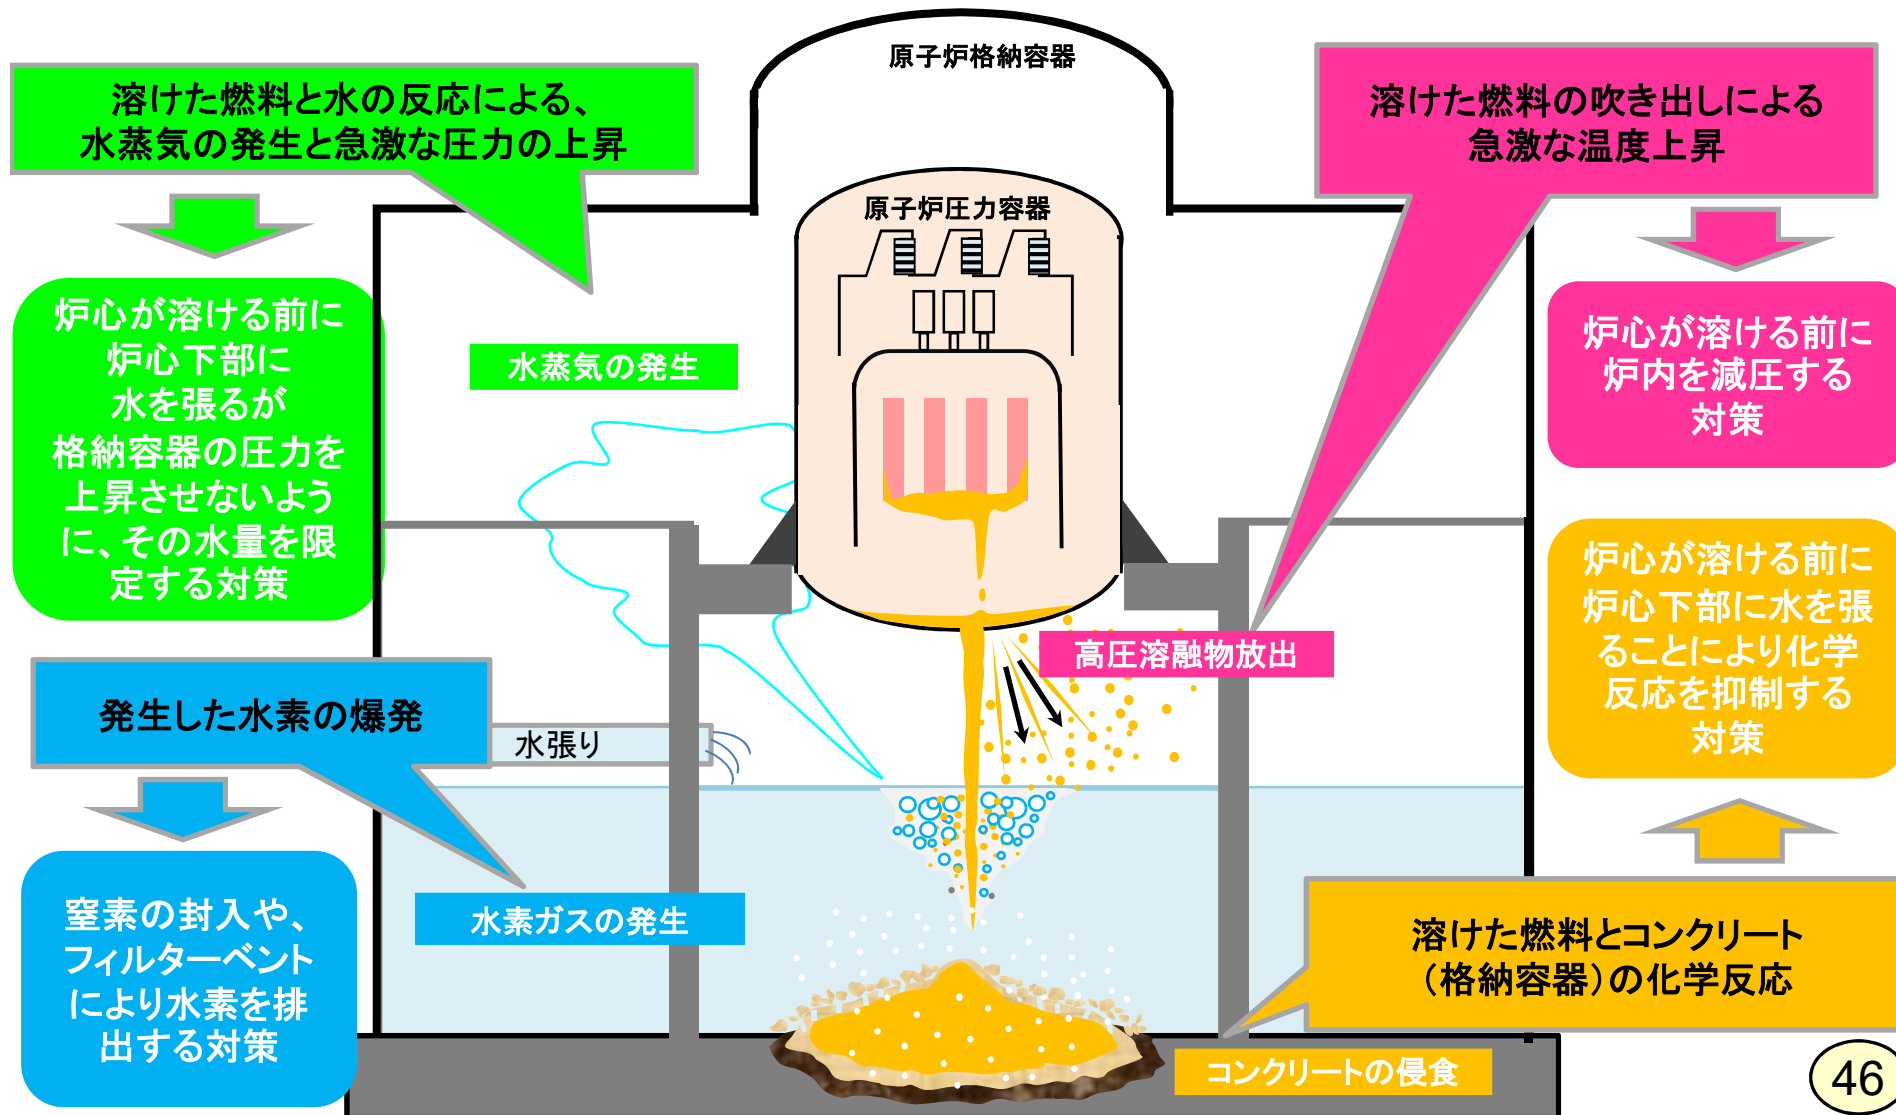 原子炉格納容器
溶けた燃料と水の反応による、
水蒸気の発生と急激な圧力の上昇
溶けた燃料の吹き出しによる
急激な温度上昇
原子炉圧力容器
炉心が溶ける前に
炉心下部に
水を張るが
格納容器の圧力を
上昇させないよう
に、その水量を限
定する対策
水蒸気の発生
炉心が溶ける前に
炉内を減圧する
対策
炉心が溶ける前に
炉心下部に水を張
ることにより化学
反応を抑制する
対策
高圧溶融物放出
発生した水素の爆発
水張り
窒素の封入や、
フィルターベント
により水素を排
出する対策
水素ガスの発生
溶けた燃料とコンクリート
（格納容器）の化学反応
コンクリートの侵食
46